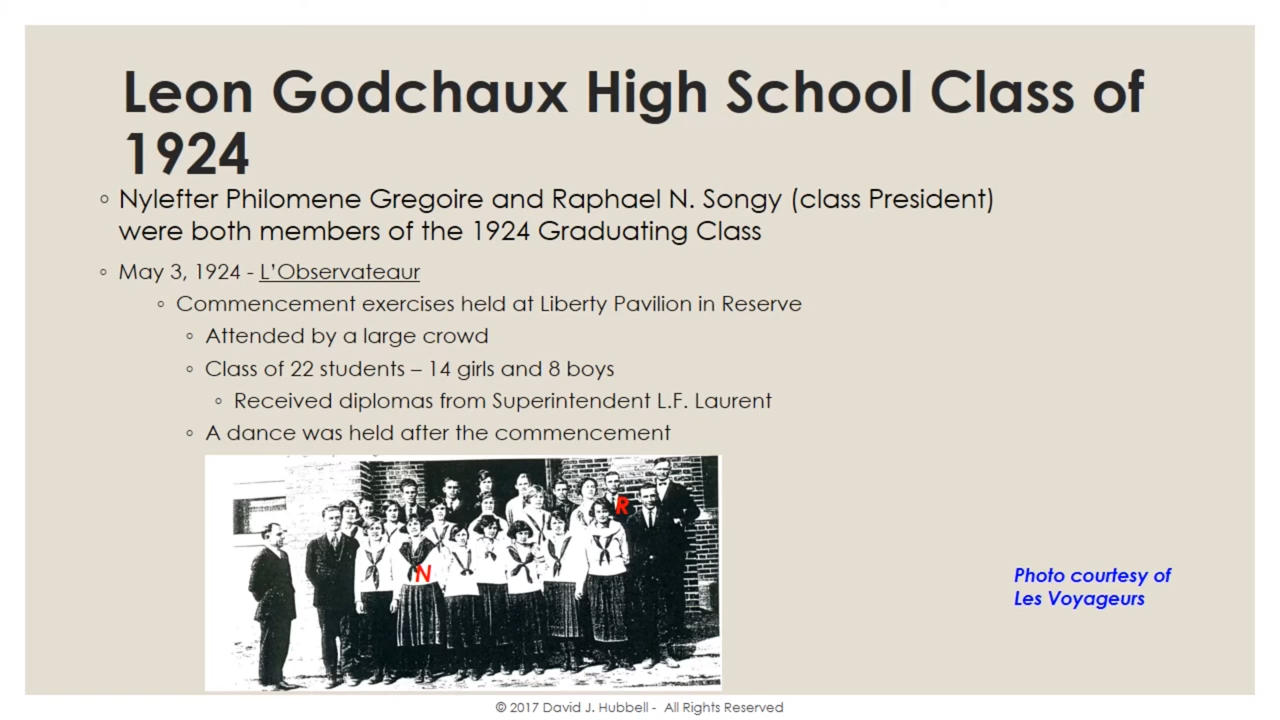 Leon Godchaux High School Class of
1924
Nylefter Philomene Gregoire and Raphael N. Songy (class President)
were both members of the 1924 Graduating Class
May 3, 1924 - L'Observateaur
Commencement exercises held at Liberty Pavilion in Reserve
Attended by a large crowd
Class of 22 students – 14 girls and 8 boys
Received diplomas from Superintendent L.F. Laurent
A dance was held after the commencement
R
N
Photo courtesy of
Les Voyageurs
© 2017 David J. Hubbell - All Rights Reserved